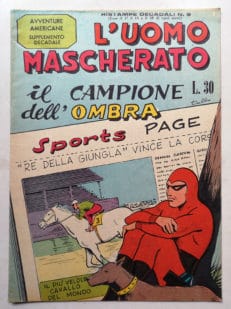 RISTAMPE DECADALI N. 9
AVVENTURE
AMERICANE
SUPPLEMENTO
DECADALE
L'UOMO
MASCHERATO
il CAMPIONE
dell'OMBRA
L. 30
Sports PAGE
"RE DELLA GIUNGLA" VINCE LA CORS
IL PIÙ VELOCE
CAVALLO
DEL MONDO